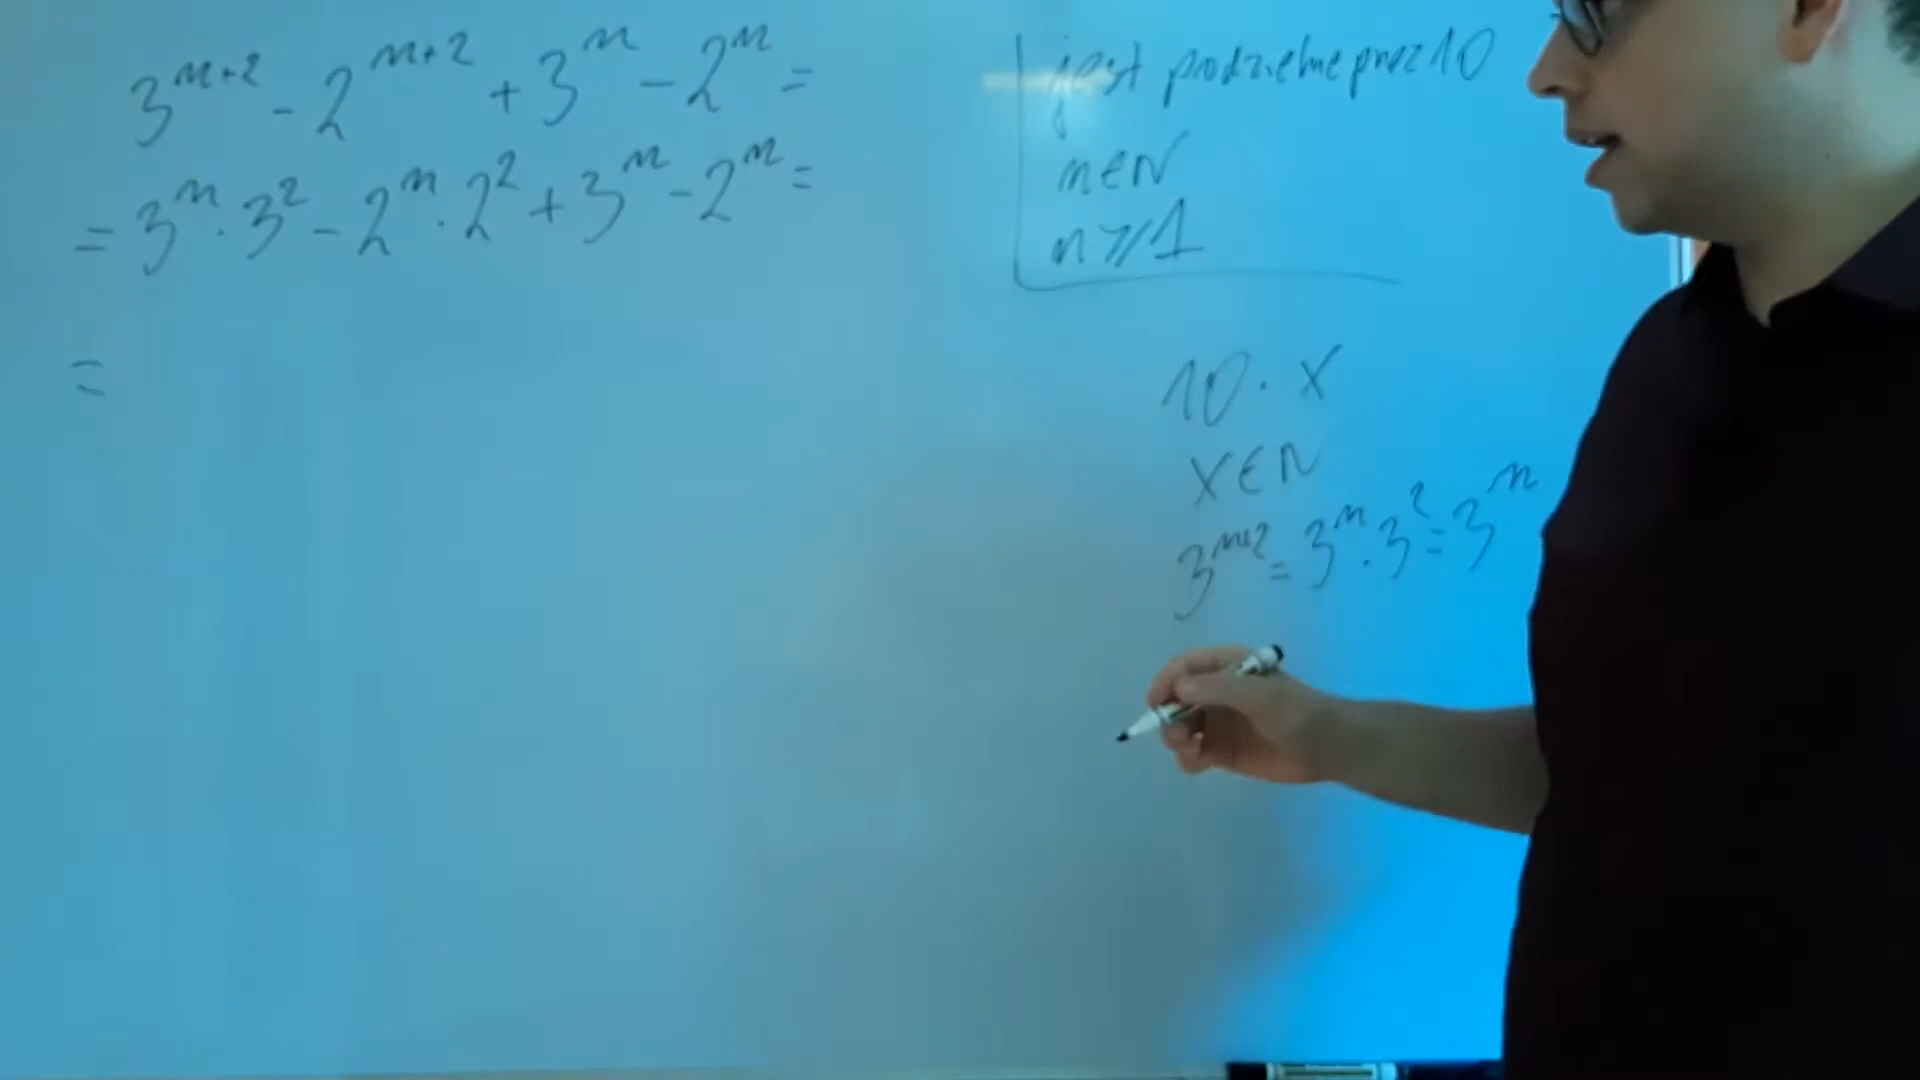 3^{n+2} - 2^{n+2} + 3^n - 2^n =
= 3^n · 3^2 - 2^n · 2^2 + 3^n - 2^n =
=
jest podzielne przez 10
n∈N
n⩾1
10 · x
x∈N
3^{n+2} = 3^n · 3^2 = 3^n